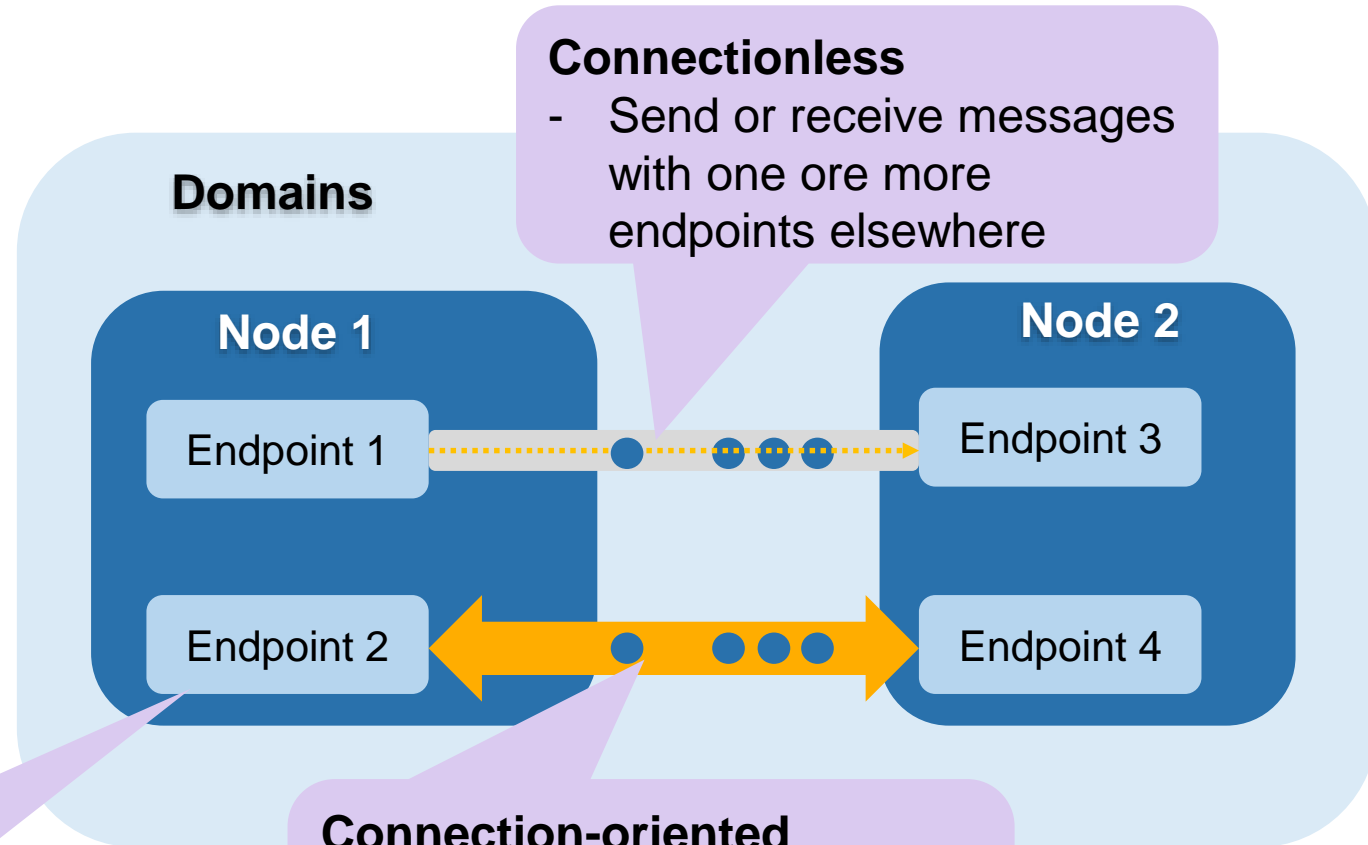 Connectionless
- Send or receive messages
with one ore more
endpoints elsewhere
Domains
Node 1
Node 2
Endpoint 1
Endpoint 3
Endpoint 2
Endpoint 4
Connection-oriented